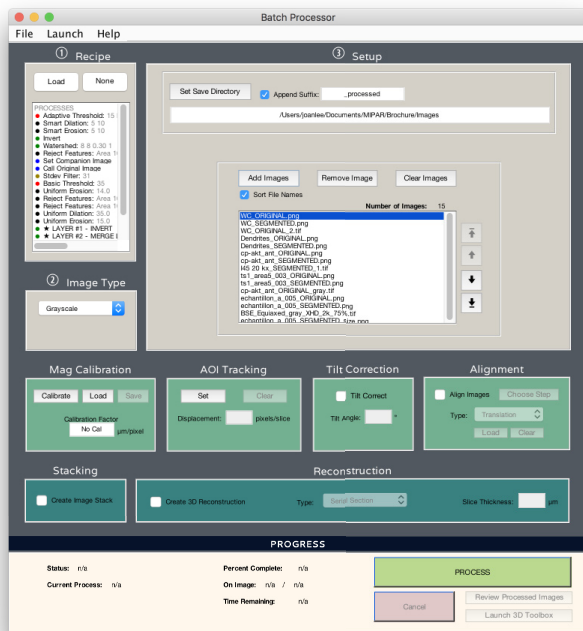 Batch Processor
File Launch Help
① Recipe
Load None
PROCESSES
Adaptive Threshold: 15
Smart Dilation: 5 10
Smart Erosion: 5 10
Invert
Watershed: 8 8 0.30 1
Reject Features: Area
Set Companion Image
Call Original Image
Stdev Filter: 31
Basic Threshold: 35
Uniform Erosion: 14.0
Reject Features: Area
Reject Features: Area
Uniform Dilation: 35.0
Uniform Erosion: 15.0
★ LAYER #1 - INVERT
★ LAYER #2 - MERGE
② Image Type
Grayscale
③ Setup
Set Save Directory Append Suffix: _processed
/Users/joanlee/Documents/MIPAR/Brochure/Images
Add Images Remove Image Clear Images
Sort File Names
Number of Images: 15
WC_ORIGINAL.png
WC_SEGMENTED.png
WC_ORIGINAL_2.tif
Dendrites_ORIGINAL.png
Dendrites_SEGMENTED.png
cp-akt_ant_ORIGINAL.png
cp-akt_ant_SEGMENTED.png
I45 20 kx_SEGMENTED_1.tif
ts1_area5_003_ORIGINAL.png
ts1_area5_003_SEGMENTED.png
cp-akt_ant_ORIGINAL_gray.tif
echantillon_a_005_ORIGINAL.png
echantillon_a_005_SEGMENTED.png
BSE_Equiaxed_gray_XHD_2k_75%.tif
echantillon_a_005_SEGMENTED_size.png
Mag Calibration
Calibrate Load Save
Calibration Factor
No Cal µm/pixel
AOI Tracking
Set Clear
Displacement: pixels/slice
Tilt Correction
Tilt Correct
Tilt Angle: °
Alignment
Align Images Choose Step
Type: Translation
Load Clear
Stacking
Create Image Stack
Reconstruction
Create 3D Reconstruction Type: Serial Section Slice Thickness: µm
PROGRESS
Status: n/a
Current Process: n/a
Percent Complete: n/a
On Image: n/a / n/a
Time Remaining: n/a
PROCESS
Cancel
Review Processed Images
Launch 3D Toolbox